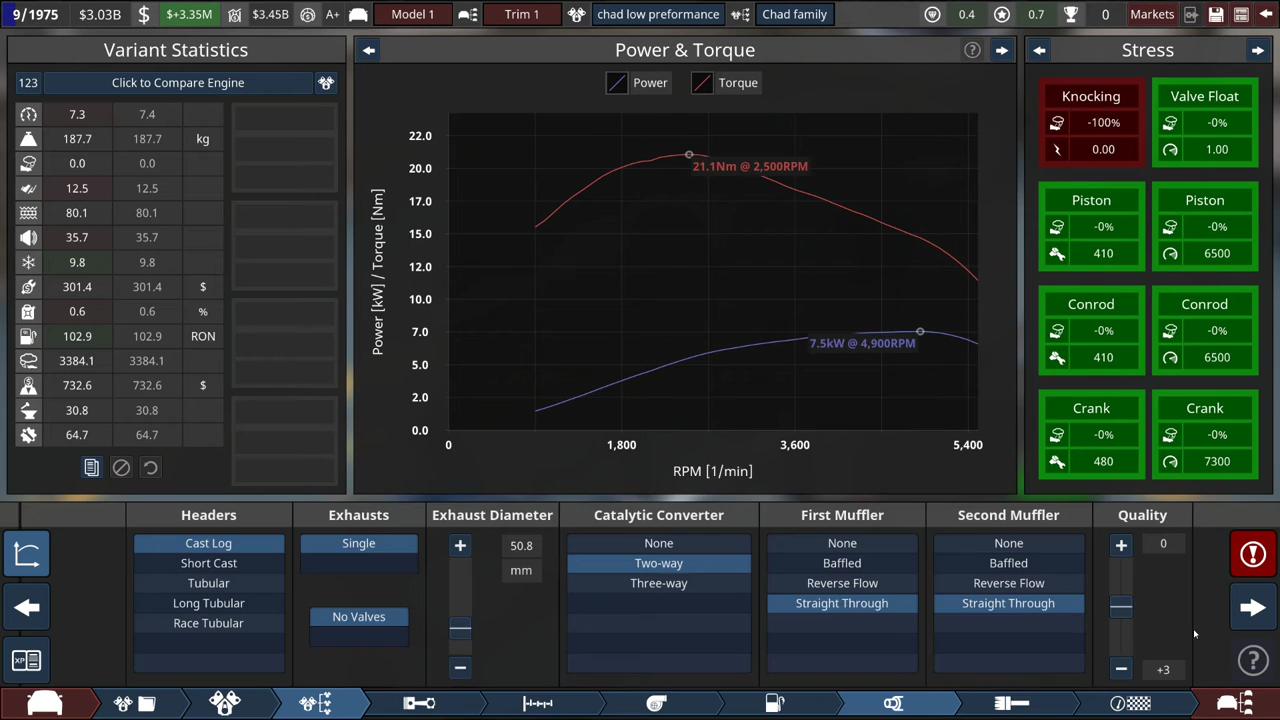 9/1975 $3.03B $ $+3.35M $3.45B A+ Model 1 Trim 1 chad low preformance Chad family 0.4 0.7 0 Markets
Variant Statistics
123 Click to Compare Engine
7.3 7.4
187.7 187.7 kg
0.0 0.0
12.5 12.5
80.1 80.1
35.7 35.7
9.8 9.8
301.4 301.4 $
0.6 0.6 %
102.9 102.9 RON
3384.1 3384.1
732.6 732.6 $
30.8 30.8
64.7 64.7
Power & Torque ?
Power Torque
Power [kW] / Torque [Nm]
22.0
20.0
17.0
15.0
12.0
10.0
7.0
5.0
2.0
0.0
21.1Nm @ 2,500RPM
7.5kW @ 4,900RPM
0 1,800 3,600 5,400
RPM [1/min]
Stress
Knocking Valve Float
-100% -0%
0.00 1.00
Piston Piston
-0% -0%
410 6500
Conrod Conrod
-0% -0%
410 6500
Crank Crank
-0% -0%
480 7300
Headers
Cast Log
Short Cast
Tubular
Long Tubular
Race Tubular
Exhausts
Single
No Valves
Exhaust Diameter
+ 50.8
mm
−
Catalytic Converter
None
Two-way
Three-way
First Muffler
None
Baffled
Reverse Flow
Straight Through
Second Muffler
None
Baffled
Reverse Flow
Straight Through
Quality
+ 0
− +3
XP
!
?